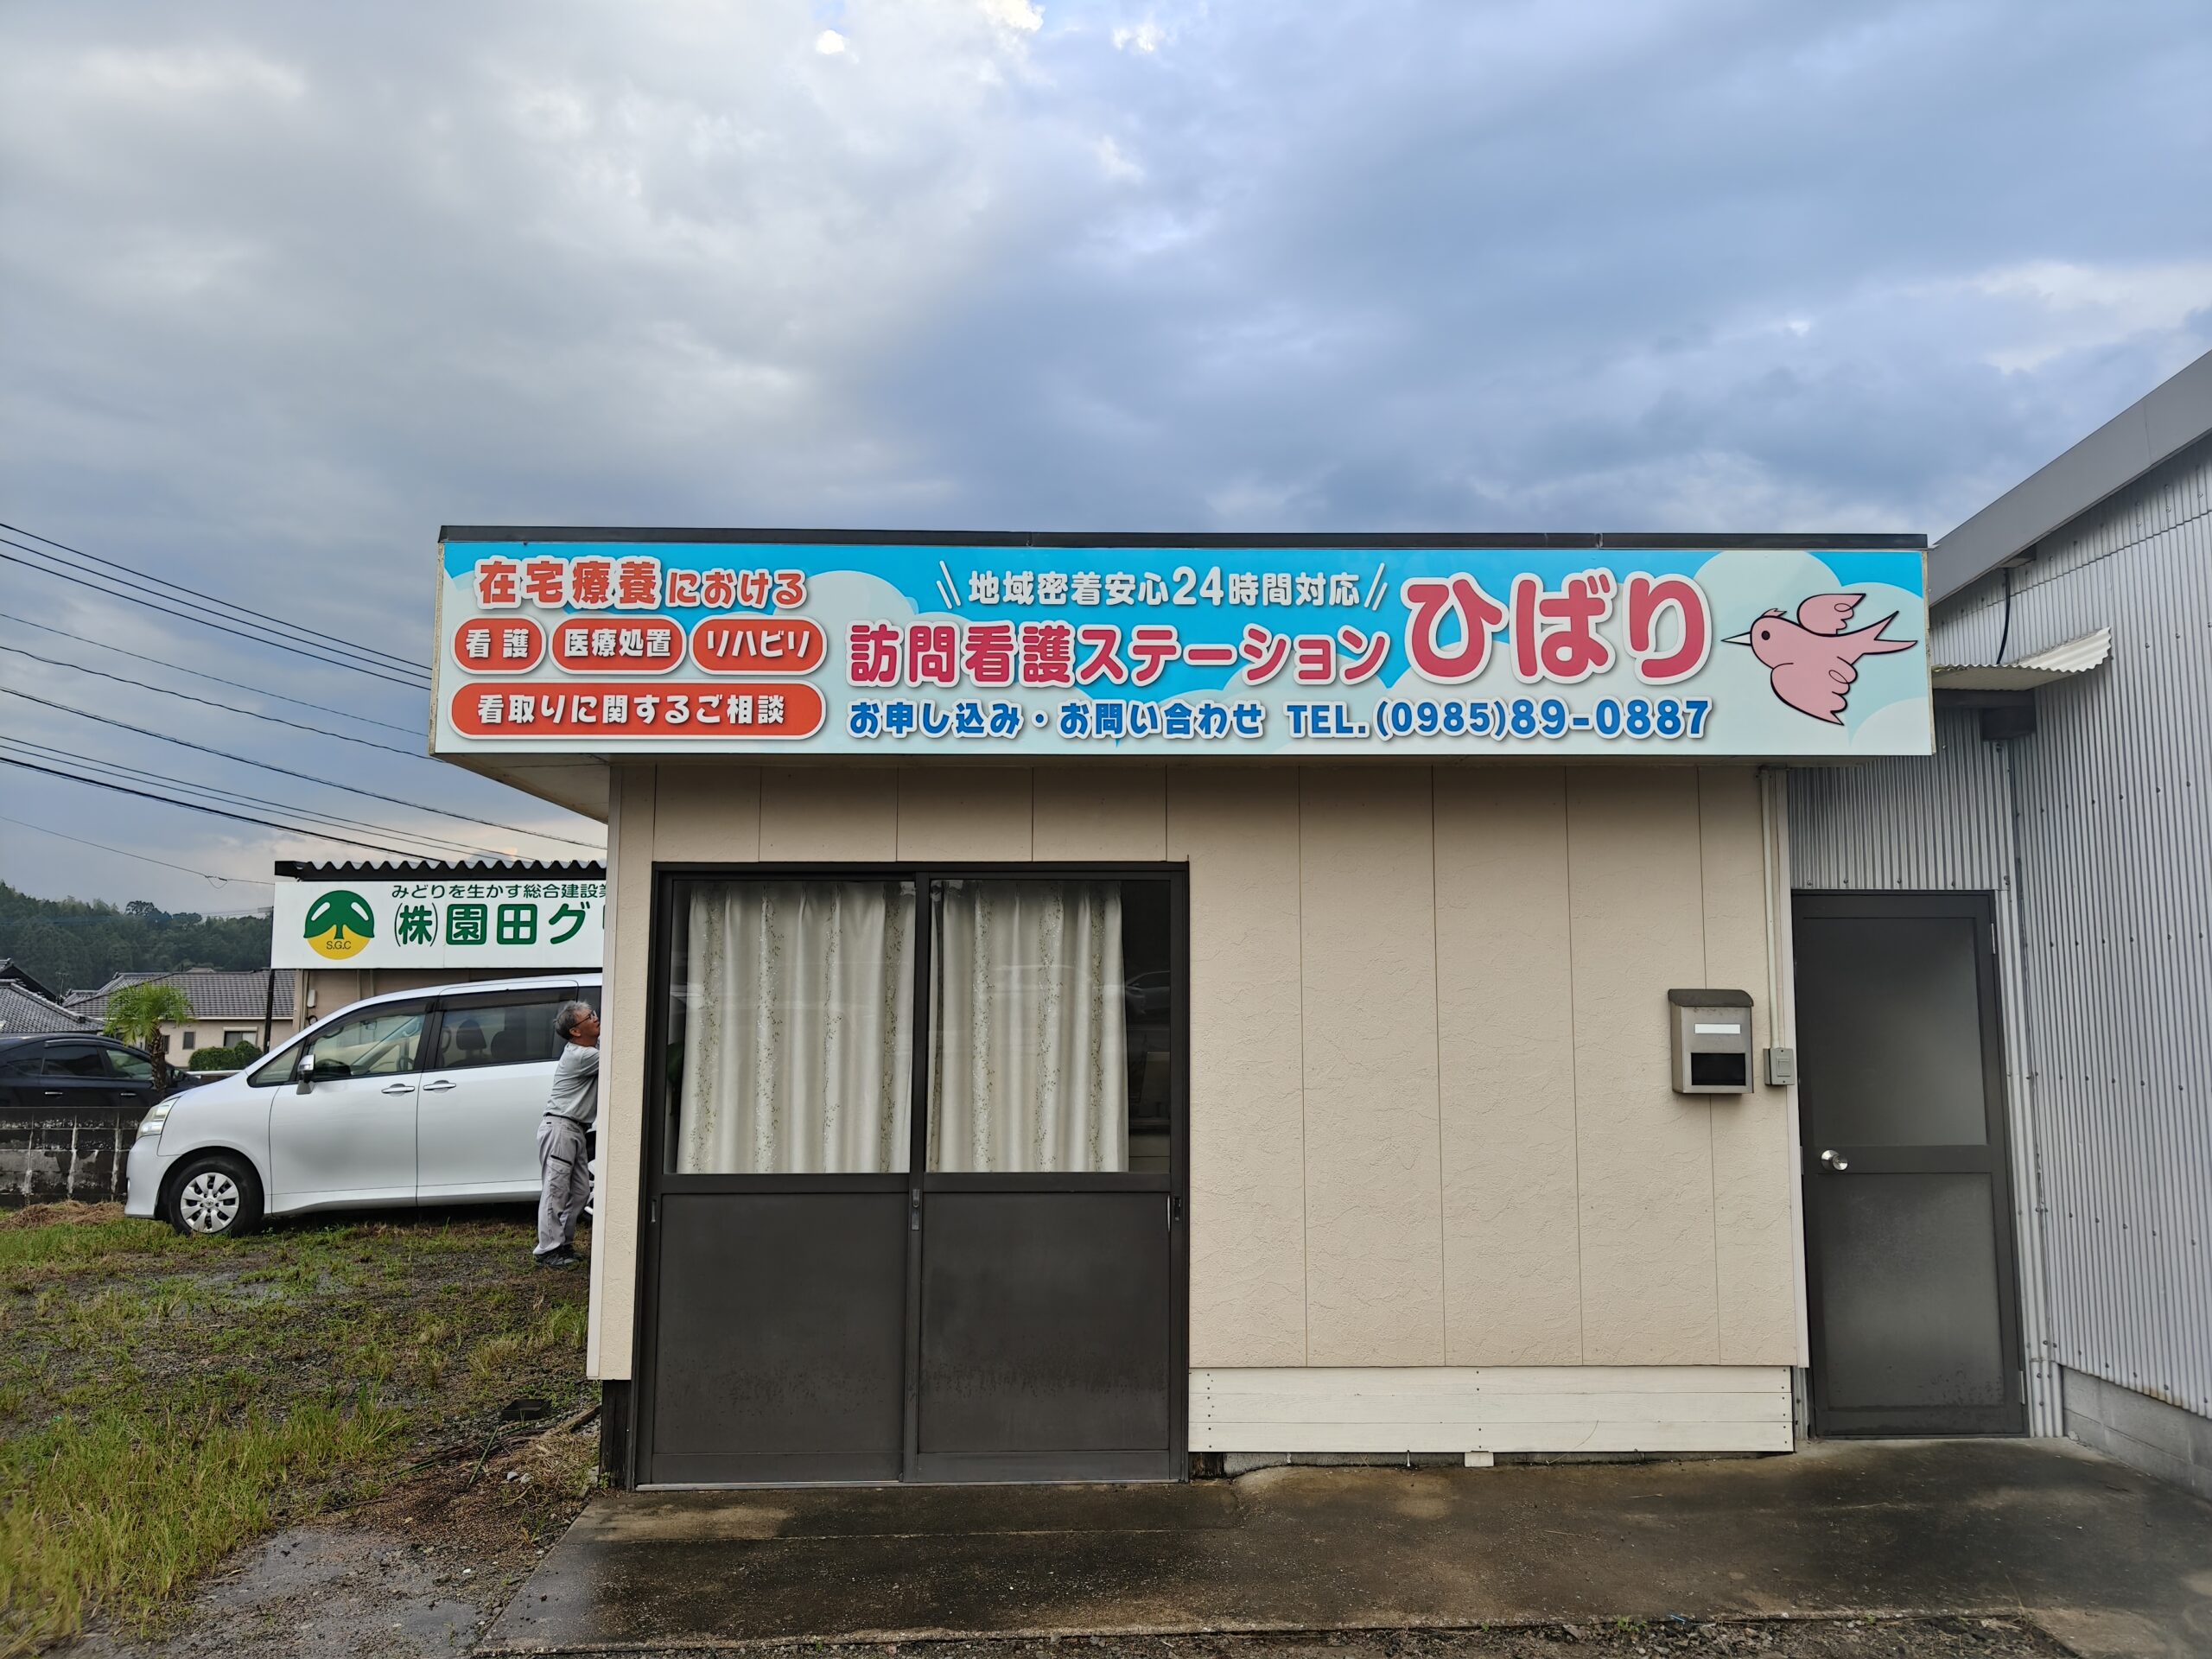 在宅療養における
看護 医療処置 リハビリ
看取りに関するご相談
地域密着安心24時間対応
訪問看護ステーション ひばり
お申し込み・お問い合わせ TEL.(0985)89-0887
みどりを生かす総合建設
(株)園田グ
S.G.C